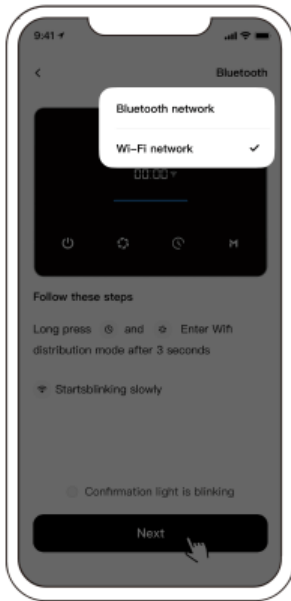 9:41
Bluetooth
Bluetooth network
Wi-Fi network
00:00
M
Follow these steps
Long press and Enter Wifi
distribution mode after 3 seconds
Startsblinking slowly
Confirmation light is blinking
Next